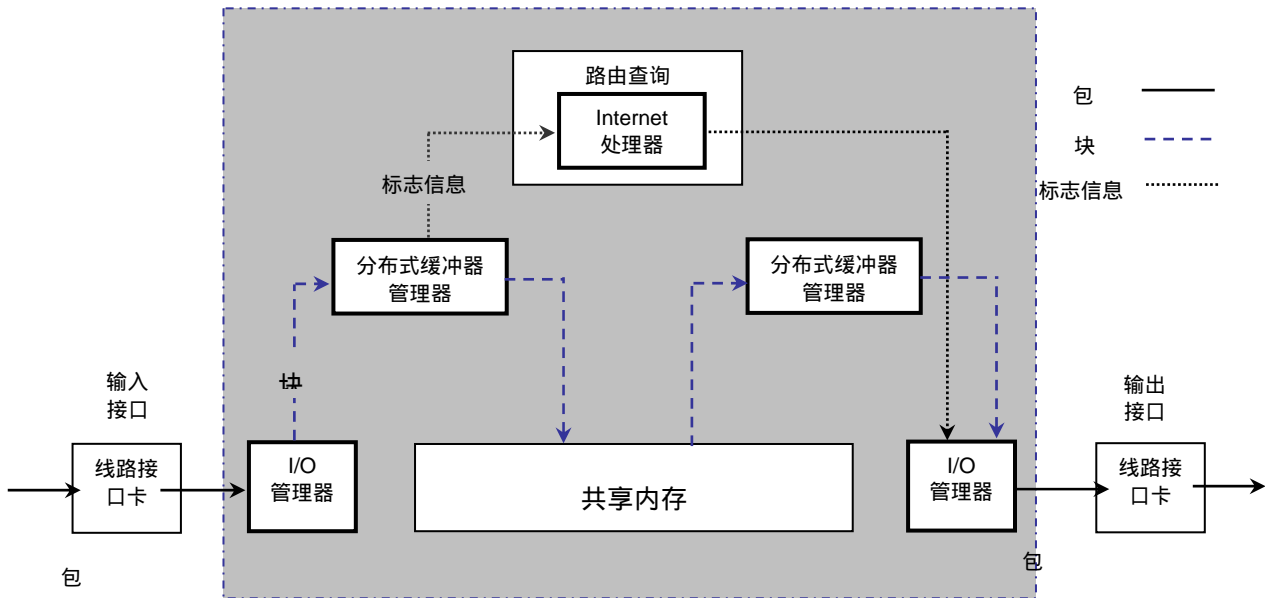 路由查询
Internet
处理器
包
块
标志信息
标志信息
分布式缓冲器
管理器
分布式缓冲器
管理器
块
输入
接口
输出
接口
线路接
口卡
I/O
管理器
共享内存
I/O
管理器
线路接
口卡
包
包